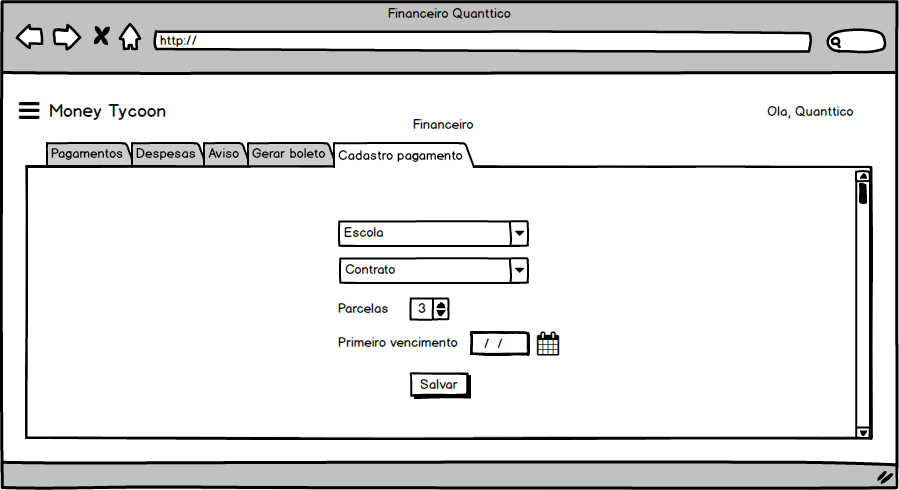 Financeiro Quanttico
http://
Money Tycoon
Ola, Quanttico
Financeiro
Pagamentos Despesas Aviso Gerar boleto Cadastro pagamento
Escola
Contrato
Parcelas 3
Primeiro vencimento / /
Salvar